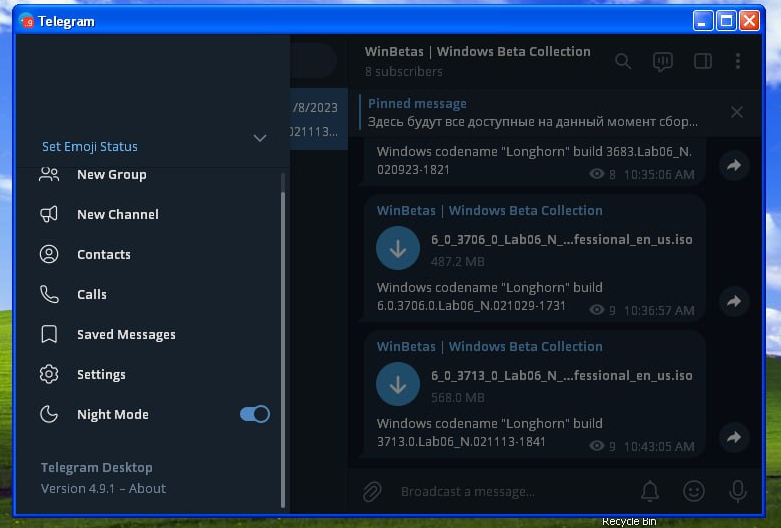 Telegram
Set Emoji Status
New Group
New Channel
Contacts
Calls
Saved Messages
Settings
Night Mode
Telegram Desktop
Version 4.9.1 – About
/8/2023
021113...
WinBetas | Windows Beta Collection
8 subscribers
Pinned message
Здесь будут все доступные на данный момент сбор...
Windows codename "Longhorn" build 3683.Lab06_N.
020923-1821
8 10:35:06 AM
WinBetas | Windows Beta Collection
6_0_3706_0_Lab06_N_...fessional_en_us.iso
487.2 MB
Windows codename "Longhorn" build
6.0.3706.0.Lab06_N.021029-1731
9 10:36:57 AM
WinBetas | Windows Beta Collection
6_0_3713_0_Lab06_N_...fessional_en_us.iso
568.0 MB
Windows codename "Longhorn" build
3713.0.Lab06_N.021113-1841
9 10:43:05 AM
Broadcast a message...
Recycle Bin